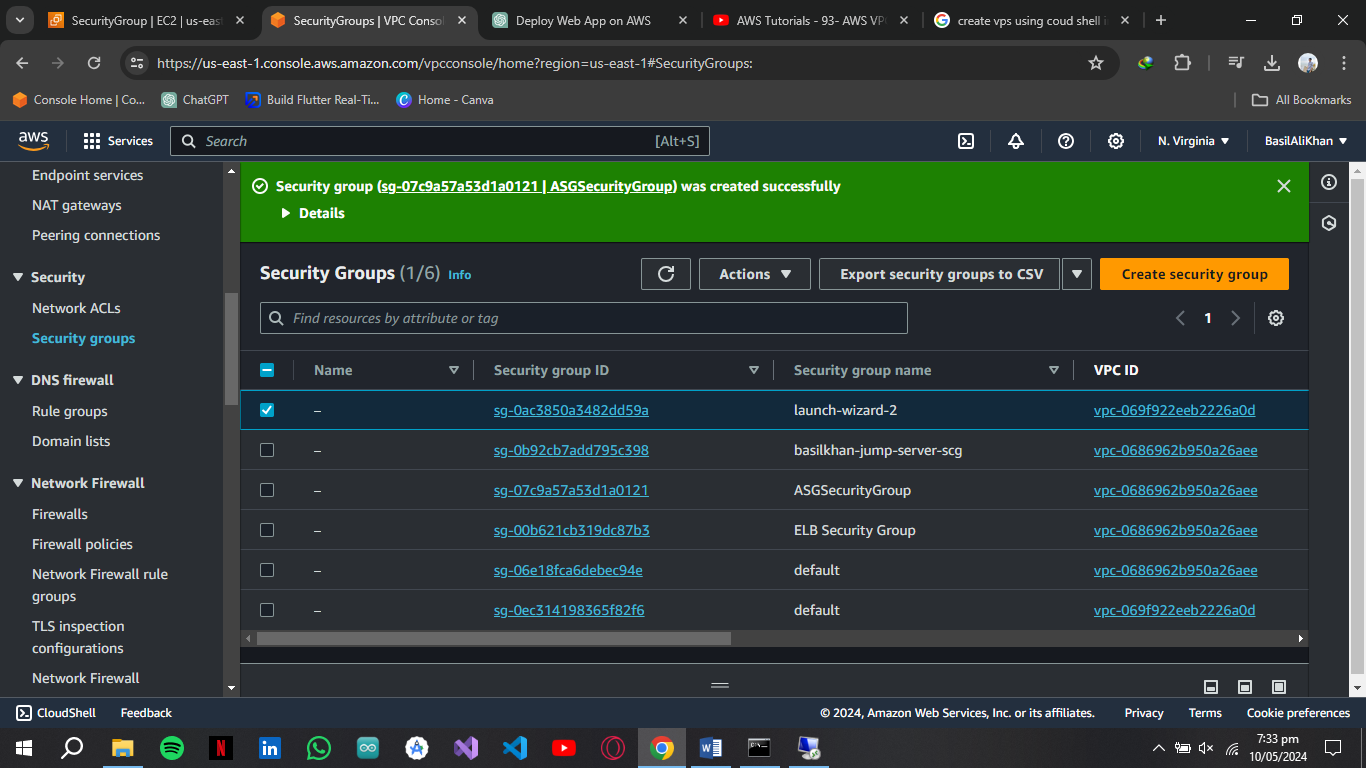 SecurityGroup | EC2 | us-eas
SecurityGroups | VPC Conso
Deploy Web App on AWS
AWS Tutorials - 93- AWS VP
create vps using coud shell i
https://us-east-1.console.aws.amazon.com/vpcconsole/home?region=us-east-1#SecurityGroups:
Console Home | Co...
ChatGPT
Build Flutter Real-Ti...
Home - Canva
All Bookmarks
aws
Services
Search
[Alt+S]
N. Virginia
BasilAliKhan
Endpoint services
NAT gateways
Peering connections
Security
Network ACLs
Security groups
DNS firewall
Rule groups
Domain lists
Network Firewall
Firewalls
Firewall policies
Network Firewall rule
groups
TLS inspection
configurations
Network Firewall
Security group (sg-07c9a57a53d1a0121 | ASGSecurityGroup) was created successfully
Details
Security Groups (1/6) Info
Actions
Export security groups to CSV
Create security group
Find resources by attribute or tag
1
Name Security group ID Security group name VPC ID
– sg-0ac3850a3482dd59a launch-wizard-2 vpc-069f922eeb2226a0d
– sg-0b92cb7add795c398 basilkhan-jump-server-scg vpc-0686962b950a26aee
– sg-07c9a57a53d1a0121 ASGSecurityGroup vpc-0686962b950a26aee
– sg-00b621cb319dc87b3 ELB Security Group vpc-0686962b950a26aee
– sg-06e18fca6debec94e default vpc-0686962b950a26aee
– sg-0ec314198365f82f6 default vpc-069f922eeb2226a0d
CloudShell
Feedback
© 2024, Amazon Web Services, Inc. or its affiliates.
Privacy
Terms
Cookie preferences
7:33 pm
10/05/2024